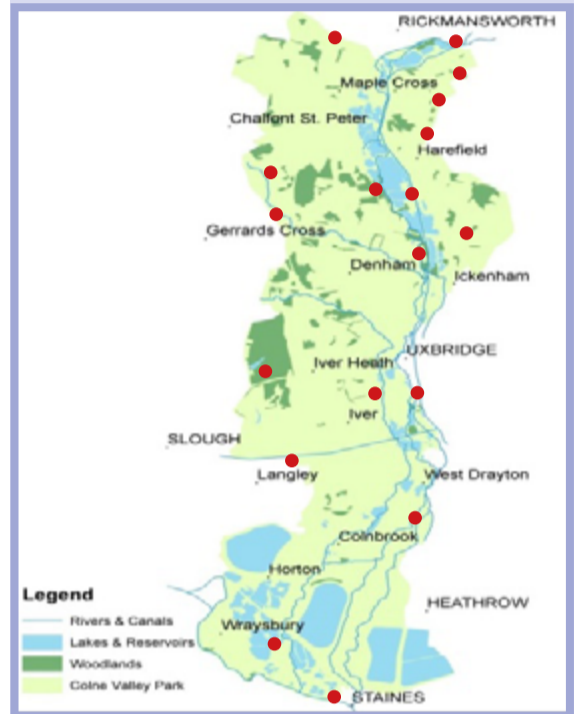 RICKMANSWORTH
Maple Cross
Chalfont St. Peter
Harefield
Gerrards Cross
Denham
Ickenham
UXBRIDGE
Iver Heath
Iver
SLOUGH
Langley
West Drayton
Colnbrook
Horton
HEATHROW
Wraysbury
STAINES
Legend
Rivers & Canals
Lakes & Reservoirs
Woodlands
Colne Valley Park